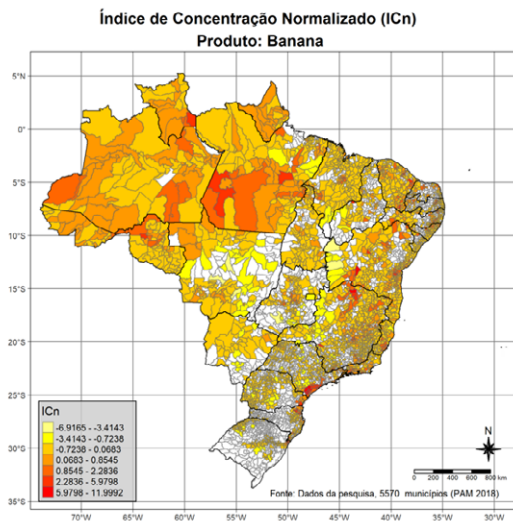 Índice de Concentração Normalizado (ICn)
Produto: Banana
5°N
0°
5°S
10°S
15°S
20°S
25°S
30°S
35°S
ICn
-6.9165 - -3.4143
-3.4143 - -0.7238
-0.7238 - 0.0683
0.0683 - 0.8545
0.8545 - 2.2836
2.2836 - 5.9798
5.9798 - 11.9992
N
0 200 400 600 800 km
Fonte: Dados da pesquisa, 5570 municípios (PAM 2018)
70°W 65°W 60°W 55°W 50°W 45°W 40°W 35°W 30°W